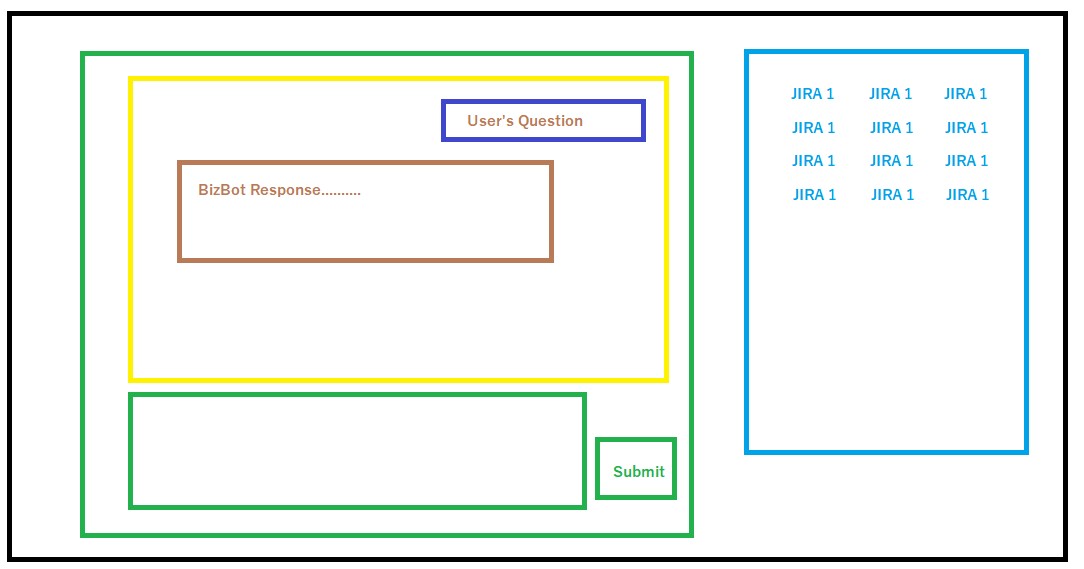 User's Question
BizBot Response..........
Submit
JIRA 1 JIRA 1 JIRA 1
JIRA 1 JIRA 1 JIRA 1
JIRA 1 JIRA 1 JIRA 1
JIRA 1 JIRA 1 JIRA 1